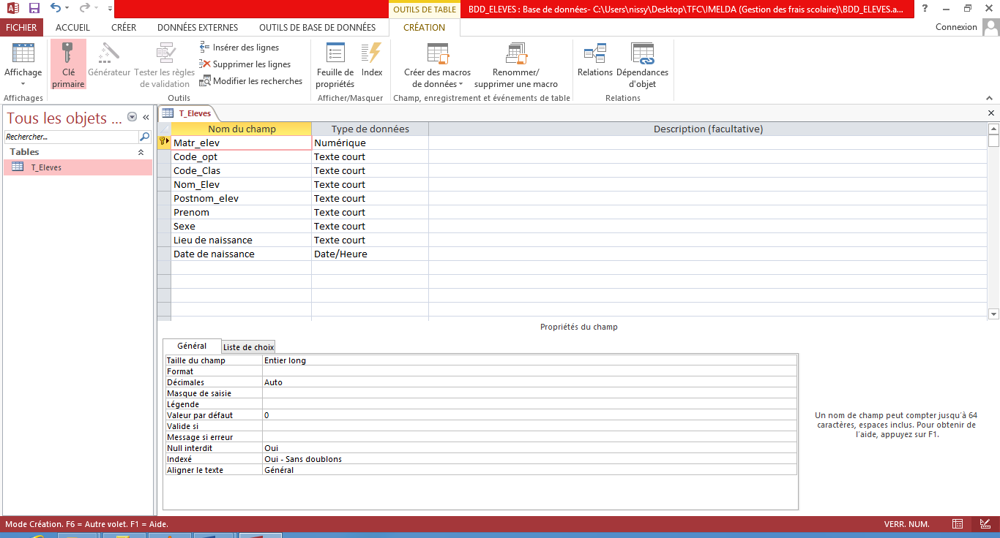 OUTILS DE TABLE
BDD_ELEVES : Base de données- C:\Users\nissy\Desktop\TFC\IMELDA (Gestion des frais scolaire)\BDD_ELEVES.a...
FICHIER ACCUEIL CRÉER DONNÉES EXTERNES OUTILS DE BASE DE DONNÉES CRÉATION Connexion
Affichage
Clé primaire
Générateur
Tester les règles de validation
Insérer des lignes
Supprimer les lignes
Modifier les recherches
Feuille de propriétés
Index
Créer des macros de données
Renommer/ supprimer une macro
Relations
Dépendances d'objet
Affichages Outils Afficher/Masquer Champ, enregistrement et événements de table Relations
Tous les objets ...
Rechercher...
Tables
T_Eleves
T_Eleves
Nom du champ Type de données Description (facultative)
Matr_elev Numérique
Code_opt Texte court
Code_Clas Texte court
Nom_Elev Texte court
Postnom_elev Texte court
Prenom Texte court
Sexe Texte court
Lieu de naissance Texte court
Date de naissance Date/Heure
Propriétés du champ
Général Liste de choix
Taille du champ Entier long
Format
Décimales Auto
Masque de saisie
Légende
Valeur par défaut 0
Valide si
Message si erreur
Null interdit Oui
Indexé Oui - Sans doublons
Aligner le texte Général
Un nom de champ peut compter jusqu'à 64
caractères, espaces inclus. Pour obtenir de
l'aide, appuyez sur F1.
Mode Création. F6 = Autre volet. F1 = Aide. VERR. NUM.